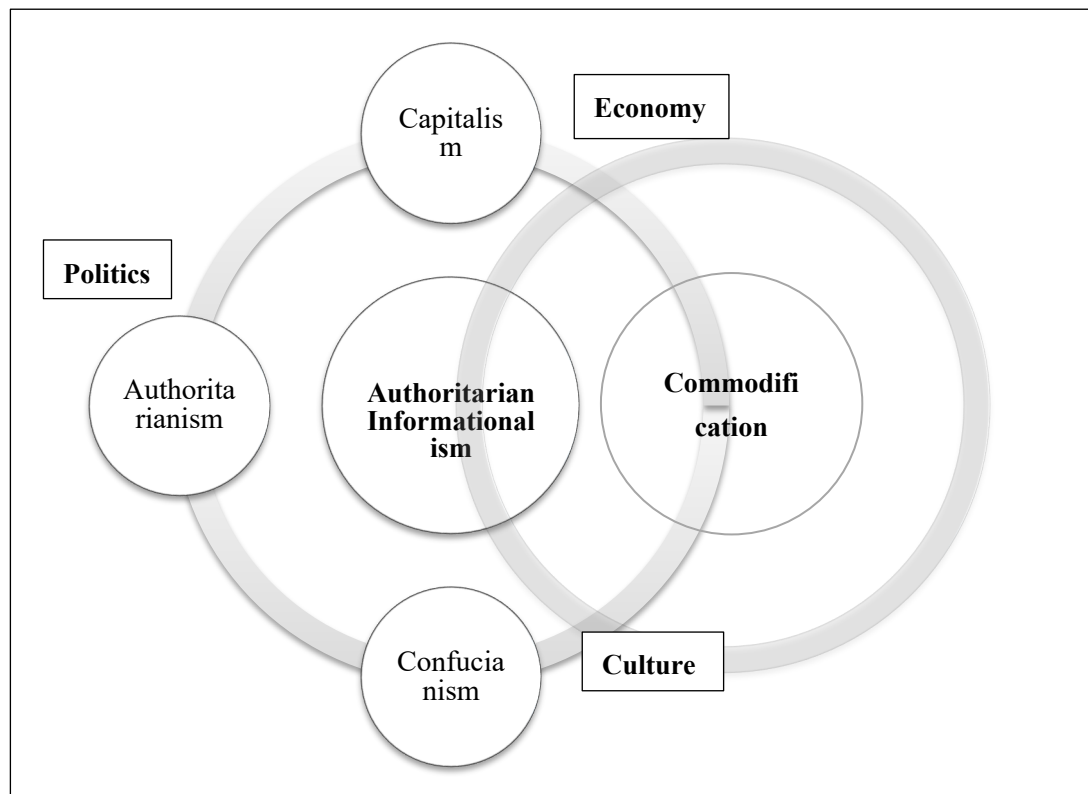 Capitalis
m
Economy
Politics
Authorita
rianism
Authoritarian
Informational
ism
Commodifi
cation
Confucia
nism
Culture